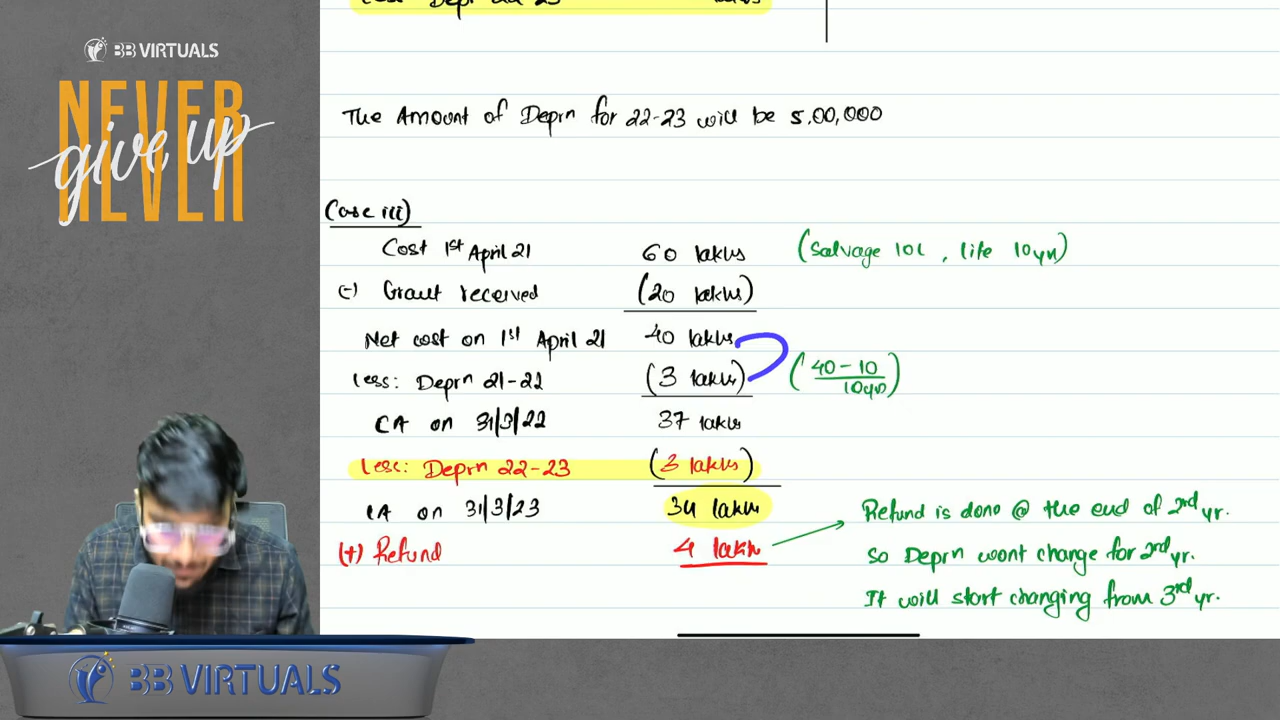 BB VIRTUALS
NEVER
give up
NEVER
The Amount of Deprn for 22-23 will be 5,00,000
(Case iii)
Cost 1st April 21 60 lakhs (Salvage 10L, life 10yr)
(-) Grant received (20 lakhs)
Net cost on 1st April 21 40 lakhs
less: Deprn 21-22 (3 lakhs) (40-10 / 10yr)
CA on 31/3/22 37 lakhs
less: Deprn 22-23 (3 lakhs)
CA on 31/3/23 34 lakhs
(+) Refund 4 lakh
Refund is done @ the end of 2nd yr.
So Deprn wont change for 2nd yr.
It will start changing from 3rd yr.
BB VIRTUALS